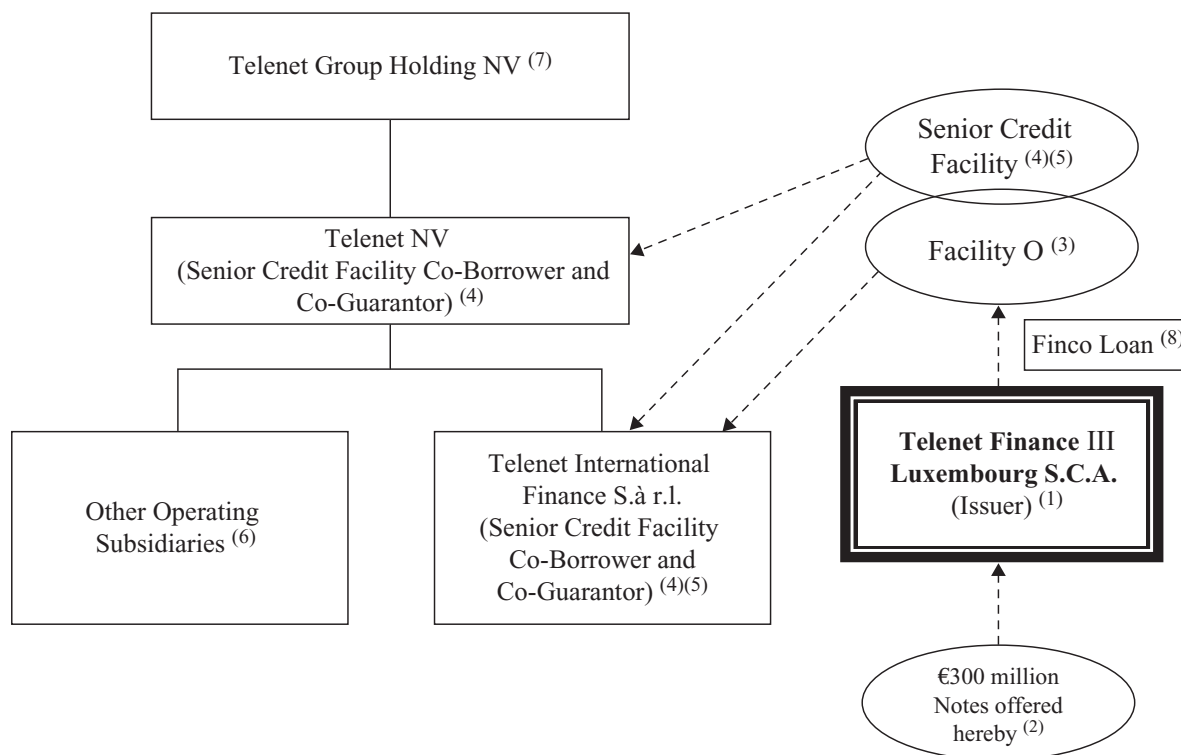 Telenet Group Holding NV (7)
Senior Credit
Facility (4)(5)
Telenet NV
(Senior Credit Facility Co-Borrower and
Co-Guarantor) (4)
Facility O (3)
Finco Loan (8)
Telenet Finance III
Luxembourg S.C.A.
(Issuer) (1)
Other Operating
Subsidiaries (6)
Telenet International
Finance S.à r.l.
(Senior Credit Facility
Co-Borrower and
Co-Guarantor) (4)(5)
€300 million
Notes offered
hereby (2)